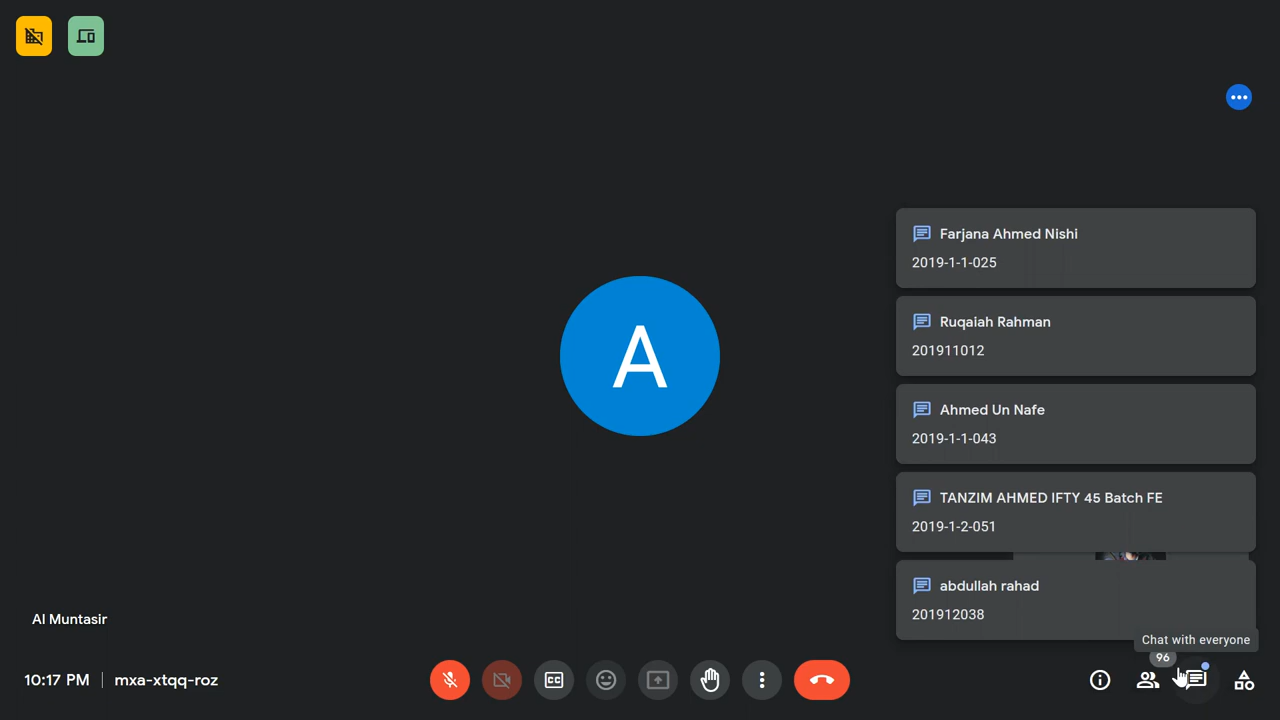 A
Farjana Ahmed Nishi
2019-1-1-025
Ruqaiah Rahman
201911012
Ahmed Un Nafe
2019-1-1-043
TANZIM AHMED IFTY 45 Batch FE
2019-1-2-051
abdullah rahad
201912038
Chat with everyone
Al Muntasir
96
10:17 PM | mxa-xtqq-roz
CC